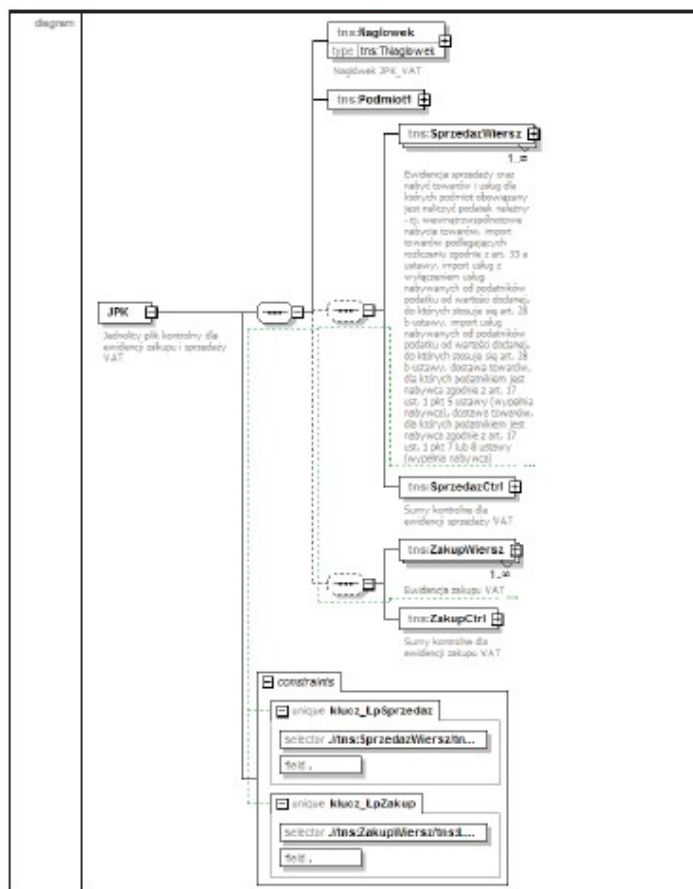 diagram
tns:Naglowek
type tns:TNaglowek
Nagłówek JPK_VAT
tns:Podmiot1
tns:SprzedazWiersz
1..∞
Ewidencja sprzedaży oraz
nabyć towarów i usług dla
których podmiot obowiązany
jest naliczyć podatek należny
- tj. wewnątrzwspólnotowe
nabycia towarów, import
towarów podlegających
rozliczeniu zgodnie z art. 33 a
ustawy, import usług z
wyłączeniem usług
nabywanych od podatników
podatku od wartości dodanej,
do których stosuje się art. 28
b ustawy, import usług
nabywanych od podatników
podatku od wartości dodanej,
do których stosuje się art. 28
b ustawy, dostawa towarów,
dla których podatnikiem jest
nabywca zgodnie z art. 17
ust. 1 pkt 5 ustawy (wypełnia
nabywca), dostawa towarów,
dla których podatnikiem jest
nabywca zgodnie z art. 17
ust. 1 pkt 7 lub 8 ustawy
(wypełnia nabywca)
JPK
Jednolity plik kontrolny dla
ewidencji zakupu i sprzedaży
VAT
tns:SprzedazCtrl
Sumy kontrolne dla
ewidencji sprzedaży VAT
tns:ZakupWiersz
1..∞
Ewidencja zakupu VAT
tns:ZakupCtrl
Sumy kontrolne dla
ewidencji zakupu VAT
constraints
unique klucz_LpSprzedaz
selector .//tns:SprzedazWiersz/tn...
field .
unique klucz_LpZakup
selector .//tns:ZakupWiersz/tns:L...
field .